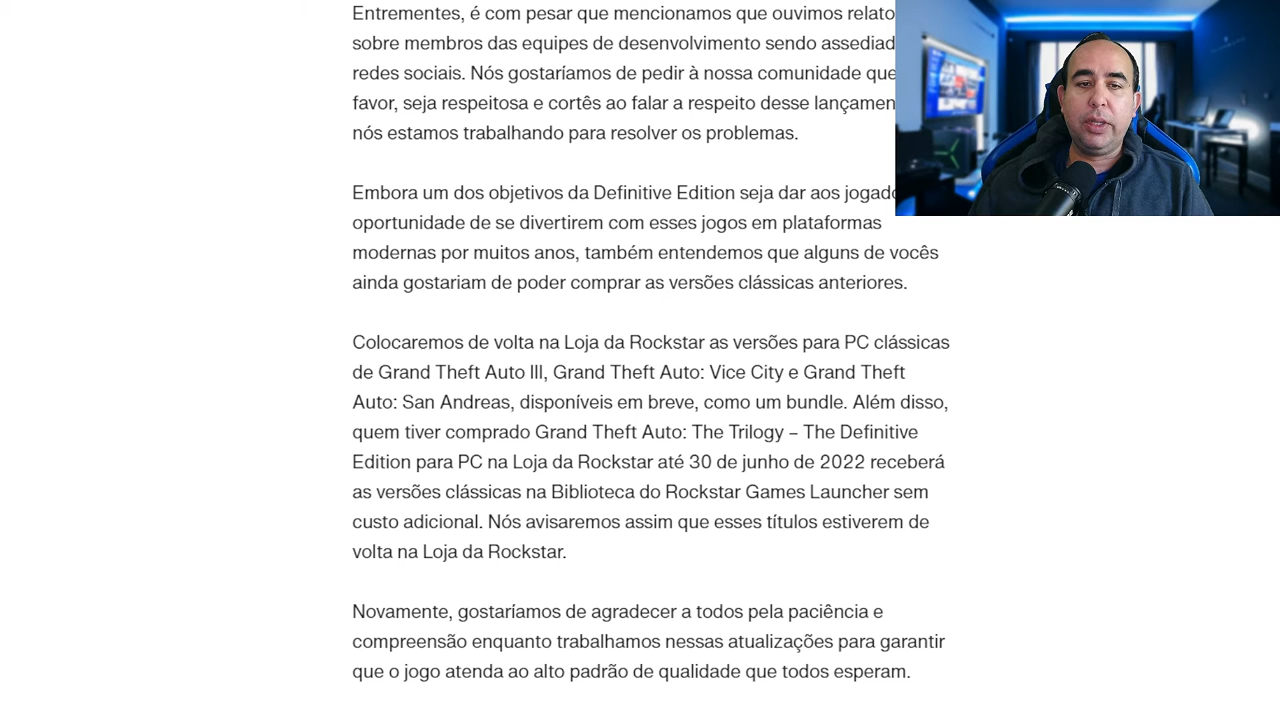 Entrementes, é com pesar que mencionamos que ouvimos
sobre membros das equipes de desenvolvimento sendo
redes sociais. Nós gostaríamos de pedir à nossa comunidade que
favor, seja respeitosa e cortês ao falar a respeito desse
nós estamos trabalhando para resolver os problemas.
Embora um dos objetivos da Definitive Edition seja dar aos
oportunidade de se divertirem com esses jogos em plataformas
modernas por muitos anos, também entendemos que alguns de vocês
ainda gostariam de poder comprar as versões clássicas anteriores.
Colocaremos de volta na Loja da Rockstar as versões para PC clássicas
de Grand Theft Auto III, Grand Theft Auto: Vice City e Grand Theft
Auto: San Andreas, disponíveis em breve, como um bundle. Além disso,
quem tiver comprado Grand Theft Auto: The Trilogy – The Definitive
Edition para PC na Loja da Rockstar até 30 de junho de 2022 receberá
as versões clássicas na Biblioteca do Rockstar Games Launcher sem
custo adicional. Nós avisaremos assim que esses títulos estiverem de
volta na Loja da Rockstar.
Novamente, gostaríamos de agradecer a todos pela paciência e
compreensão enquanto trabalhamos nessas atualizações para garantir
que o jogo atenda ao alto padrão de qualidade que todos esperam.